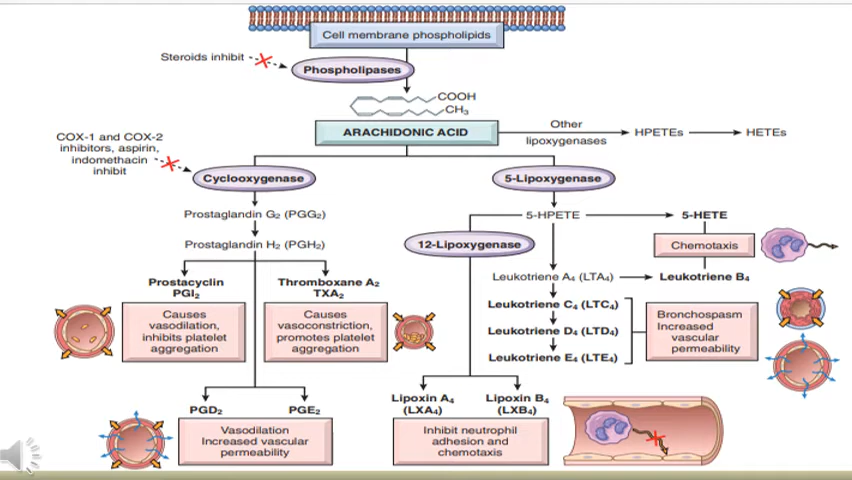 Cell membrane phospholipids
Steroids inhibit
Phospholipases
COOH
CH₃
ARACHIDONIC ACID
Other
lipoxygenases
HPETEs
HETEs
COX-1 and COX-2
inhibitors, aspirin,
indomethacin
inhibit
Cyclooxygenase
5-Lipoxygenase
Prostaglandin G₂ (PGG₂)
5-HPETE
5-HETE
Prostaglandin H₂ (PGH₂)
12-Lipoxygenase
Chemotaxis
Prostacyclin
PGI₂
Thromboxane A₂
TXA₂
Leukotriene A₄ (LTA₄)
Leukotriene B₄
Causes
vasodilation,
inhibits platelet
aggregation
Causes
vasoconstriction,
promotes platelet
aggregation
Leukotriene C₄ (LTC₄)
Leukotriene D₄ (LTD₄)
Leukotriene E₄ (LTE₄)
Bronchospasm
Increased
vascular
permeability
PGD₂
PGE₂
Lipoxin A₄
(LXA₄)
Lipoxin B₄
(LXB₄)
Vasodilation
Increased vascular
permeability
Inhibit neutrophil
adhesion and
chemotaxis